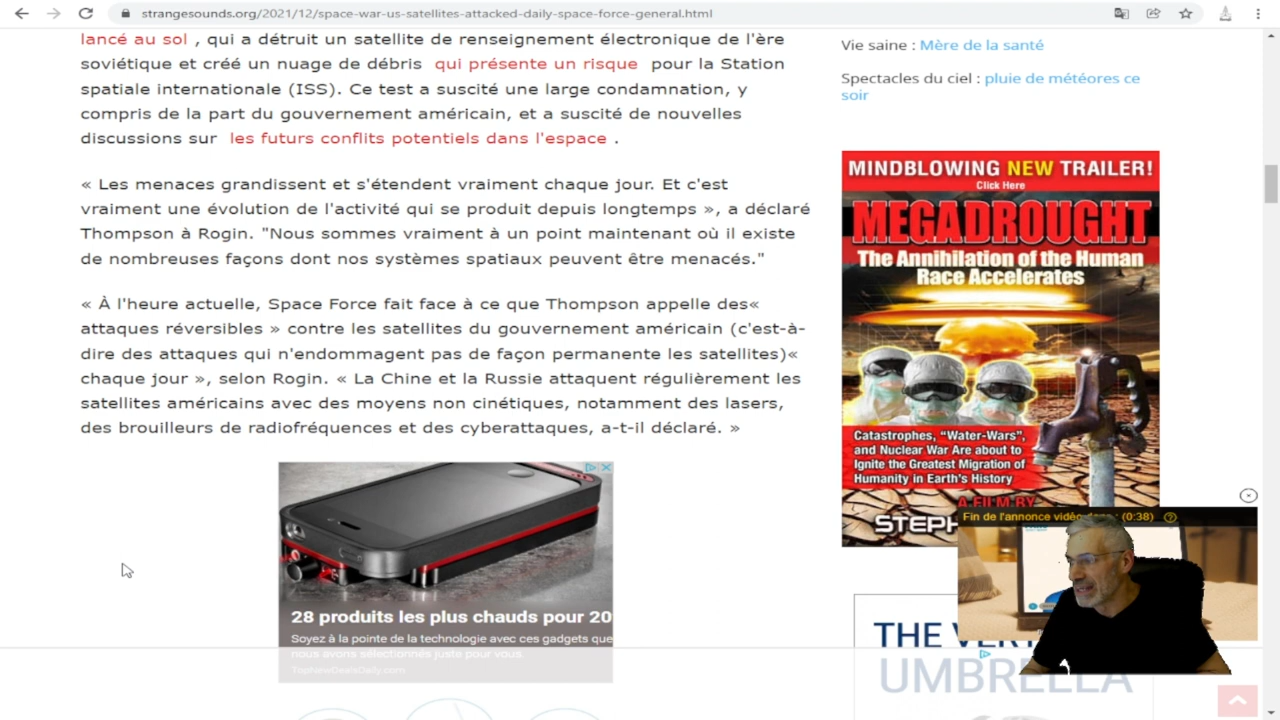 strangesounds.org/2021/12/space-war-us-satellites-attacked-daily-space-force-general.html
lancé au sol , qui a détruit un satellite de renseignement électronique de l'ère
soviétique et créé un nuage de débris qui présente un risque pour la Station
spatiale internationale (ISS). Ce test a suscité une large condamnation, y
compris de la part du gouvernement américain, et a suscité de nouvelles
discussions sur les futurs conflits potentiels dans l'espace .
« Les menaces grandissent et s'étendent vraiment chaque jour. Et c'est
vraiment une évolution de l'activité qui se produit depuis longtemps », a déclaré
Thompson à Rogin. "Nous sommes vraiment à un point maintenant où il existe
de nombreuses façons dont nos systèmes spatiaux peuvent être menacés."
« À l'heure actuelle, Space Force fait face à ce que Thompson appelle des«
attaques réversibles » contre les satellites du gouvernement américain (c'est-à-
dire des attaques qui n'endommagent pas de façon permanente les satellites)«
chaque jour », selon Rogin. « La Chine et la Russie attaquent régulièrement les
satellites américains avec des moyens non cinétiques, notamment des lasers,
des brouilleurs de radiofréquences et des cyberattaques, a-t-il déclaré. »
28 produits les plus chauds pour 20
Soyez à la pointe de la technologie avec ces gadgets que
nous avons sélectionnés juste pour vous.
Vie saine : Mère de la santé
Spectacles du ciel : pluie de météores ce
soir
MINDBLOWING NEW TRAILER!
Click Here
MEGADROUGHT
The Annihilation of the Human
Race Accelerates
Catastrophes, “Water-Wars”,
and Nuclear War Are about to
Ignite the Greatest Migration of
Humanity in Earth's History
A FILM BY
STEPH
Fin de l'annonce vidéo dans : (0:38)
THE VER
UMBRELLA